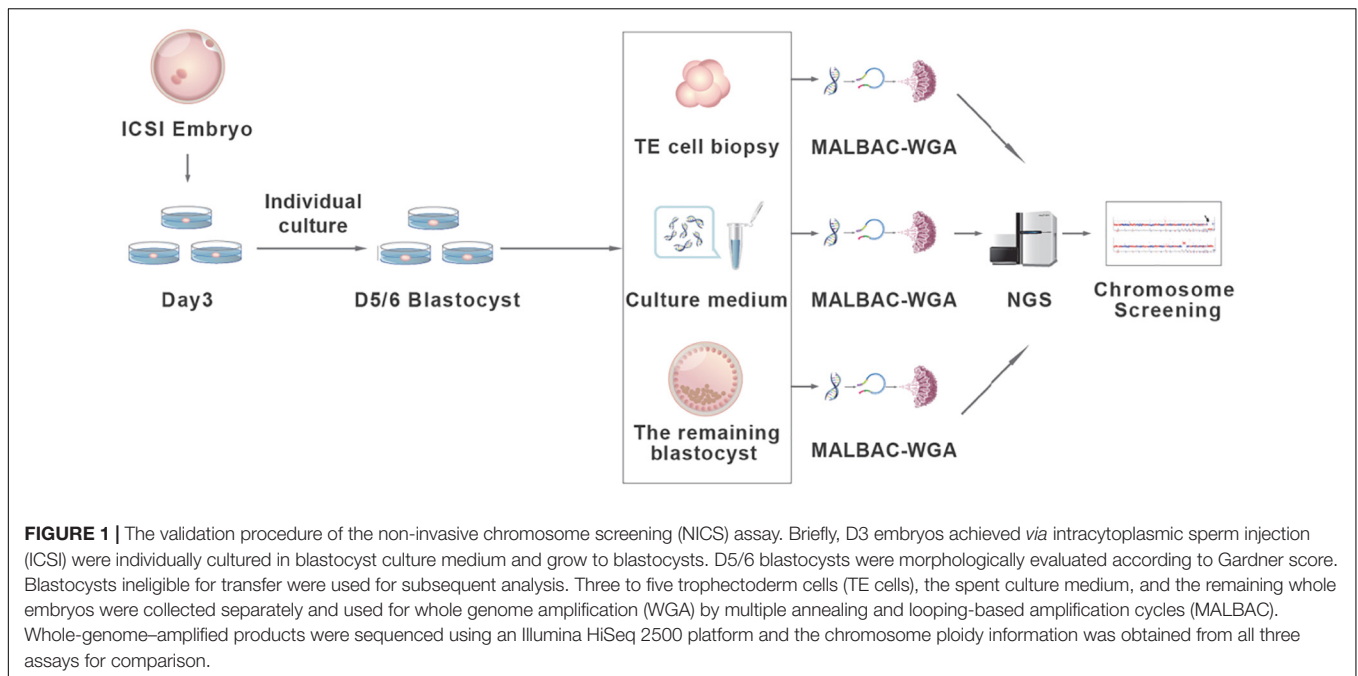 ICSI Embryo
Individual
culture
Day3
D5/6 Blastocyst
TE cell biopsy
MALBAC-WGA
Culture medium
MALBAC-WGA
NGS
Chromosome
Screening
The remaining
blastocyst
MALBAC-WGA
FIGURE 1 | The validation procedure of the non-invasive chromosome screening (NICS) assay. Briefly, D3 embryos achieved via intracytoplasmic sperm injection
(ICSI) were individually cultured in blastocyst culture medium and grow to blastocysts. D5/6 blastocysts were morphologically evaluated according to Gardner score.
Blastocysts ineligible for transfer were used for subsequent analysis. Three to five trophectoderm cells (TE cells), the spent culture medium, and the remaining whole
embryos were collected separately and used for whole genome amplification (WGA) by multiple annealing and looping-based amplification cycles (MALBAC).
Whole-genome–amplified products were sequenced using an Illumina HiSeq 2500 platform and the chromosome ploidy information was obtained from all three
assays for comparison.